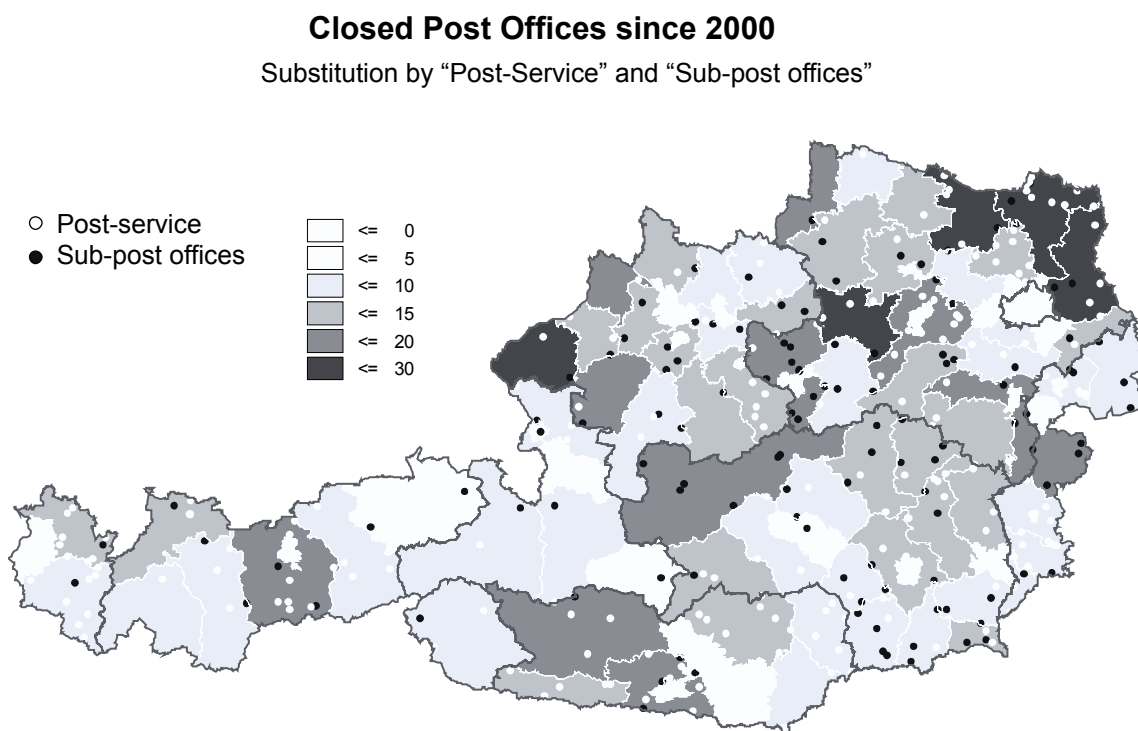 Closed Post Offices since 2000
Substitution by “Post-Service” and “Sub-post offices”
Post-service
Sub-post offices
<= 0
<= 5
<= 10
<= 15
<= 20
<= 30